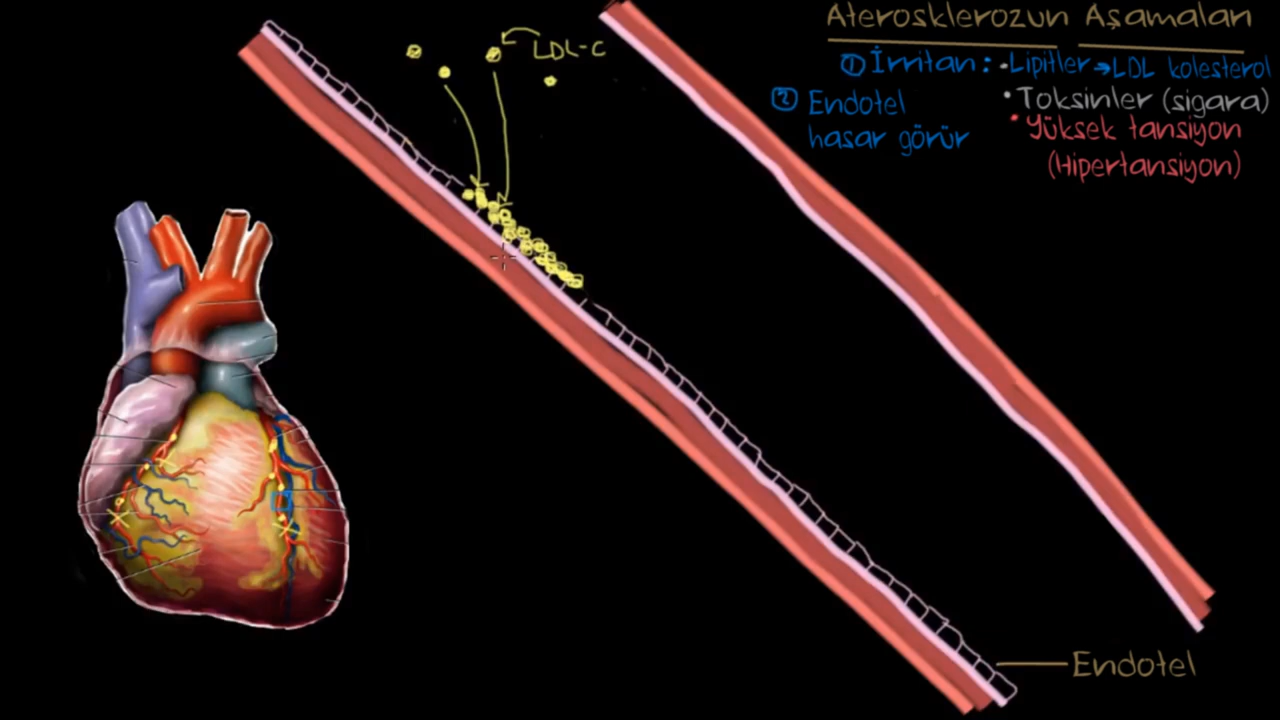 Aterosklerozun Aşamaları
① İrritan: • Lipitler → LDL kolesterol
• Toksinler (sigara)
• Yüksek tansiyon
(Hipertansiyon)
② Endotel
hasar görür
LDL-C
Endotel